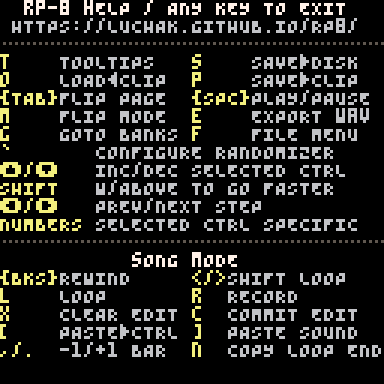 RP-8 HELP / ANY KEY TO EXIT
HTTPS://LUCHAK.GITHUB.IO/RP8/
T TOOLTIPS S SAVE▶DISK
O LOAD◀CLIP P SAVE▶CLIP
{TAB} FLIP PAGE {SPC} PLAY/PAUSE
M FLIP MODE E EXPORT WAV
G GOTO BANKS F FILE MENU
` CONFIGURE RANDOMIZER
⬆️/⬇️ INC/DEC SELECTED CTRL
SHIFT W/ABOVE TO GO FASTER
⬅️/➡️ PREV/NEXT STEP
NUMBERS SELECTED CTRL SPECIFIC
SONG MODE
{BKS} REWIND </> SHIFT LOOP
L LOOP R RECORD
X CLEAR EDIT C COMMIT EDIT
[ PASTE▶CTRL ] PASTE SOUND
,/. -1/+1 BAR N COPY LOOP END